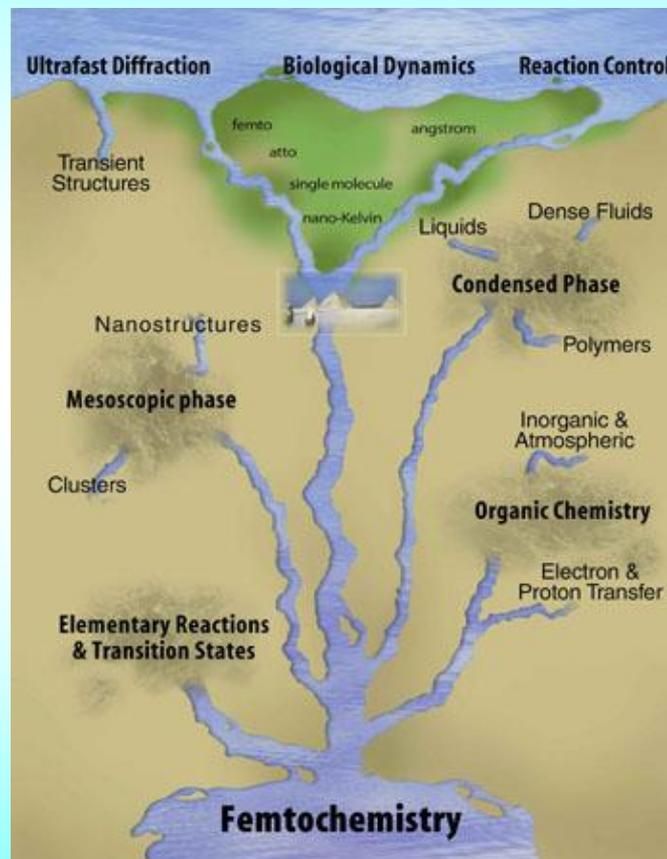 Ultrafast Diffraction
Biological Dynamics
Reaction Control
femto
angstrom
atto
Transient
Structures
single molecule
nano-Kelvin
Dense Fluids
Liquids
Condensed Phase
Nanostructures
Polymers
Mesoscopic phase
Inorganic &
Atmospheric
Clusters
Organic Chemistry
Electron &
Proton Transfer
Elementary Reactions
& Transition States
Femtochemistry